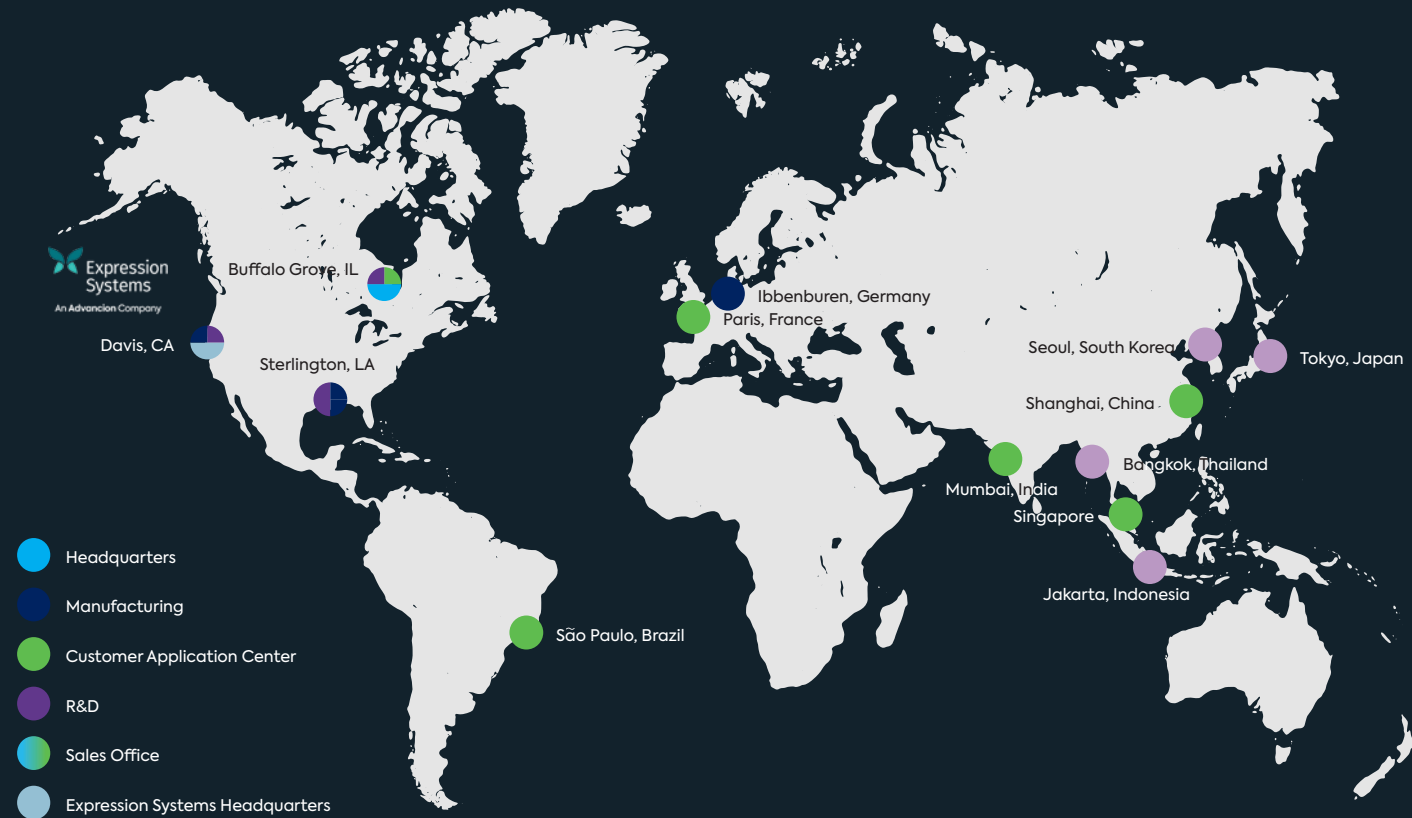 Expression
Systems
An Advancion Company
Buffalo Grove, IL
Davis, CA
Sterlington, LA
Ibbenburen, Germany
Paris, France
Seoul, South Korea
Tokyo, Japan
Shanghai, China
Bangkok, Thailand
Mumbai, India
Singapore
Jakarta, Indonesia
São Paulo, Brazil
Headquarters
Manufacturing
Customer Application Center
R&D
Sales Office
Expression Systems Headquarters